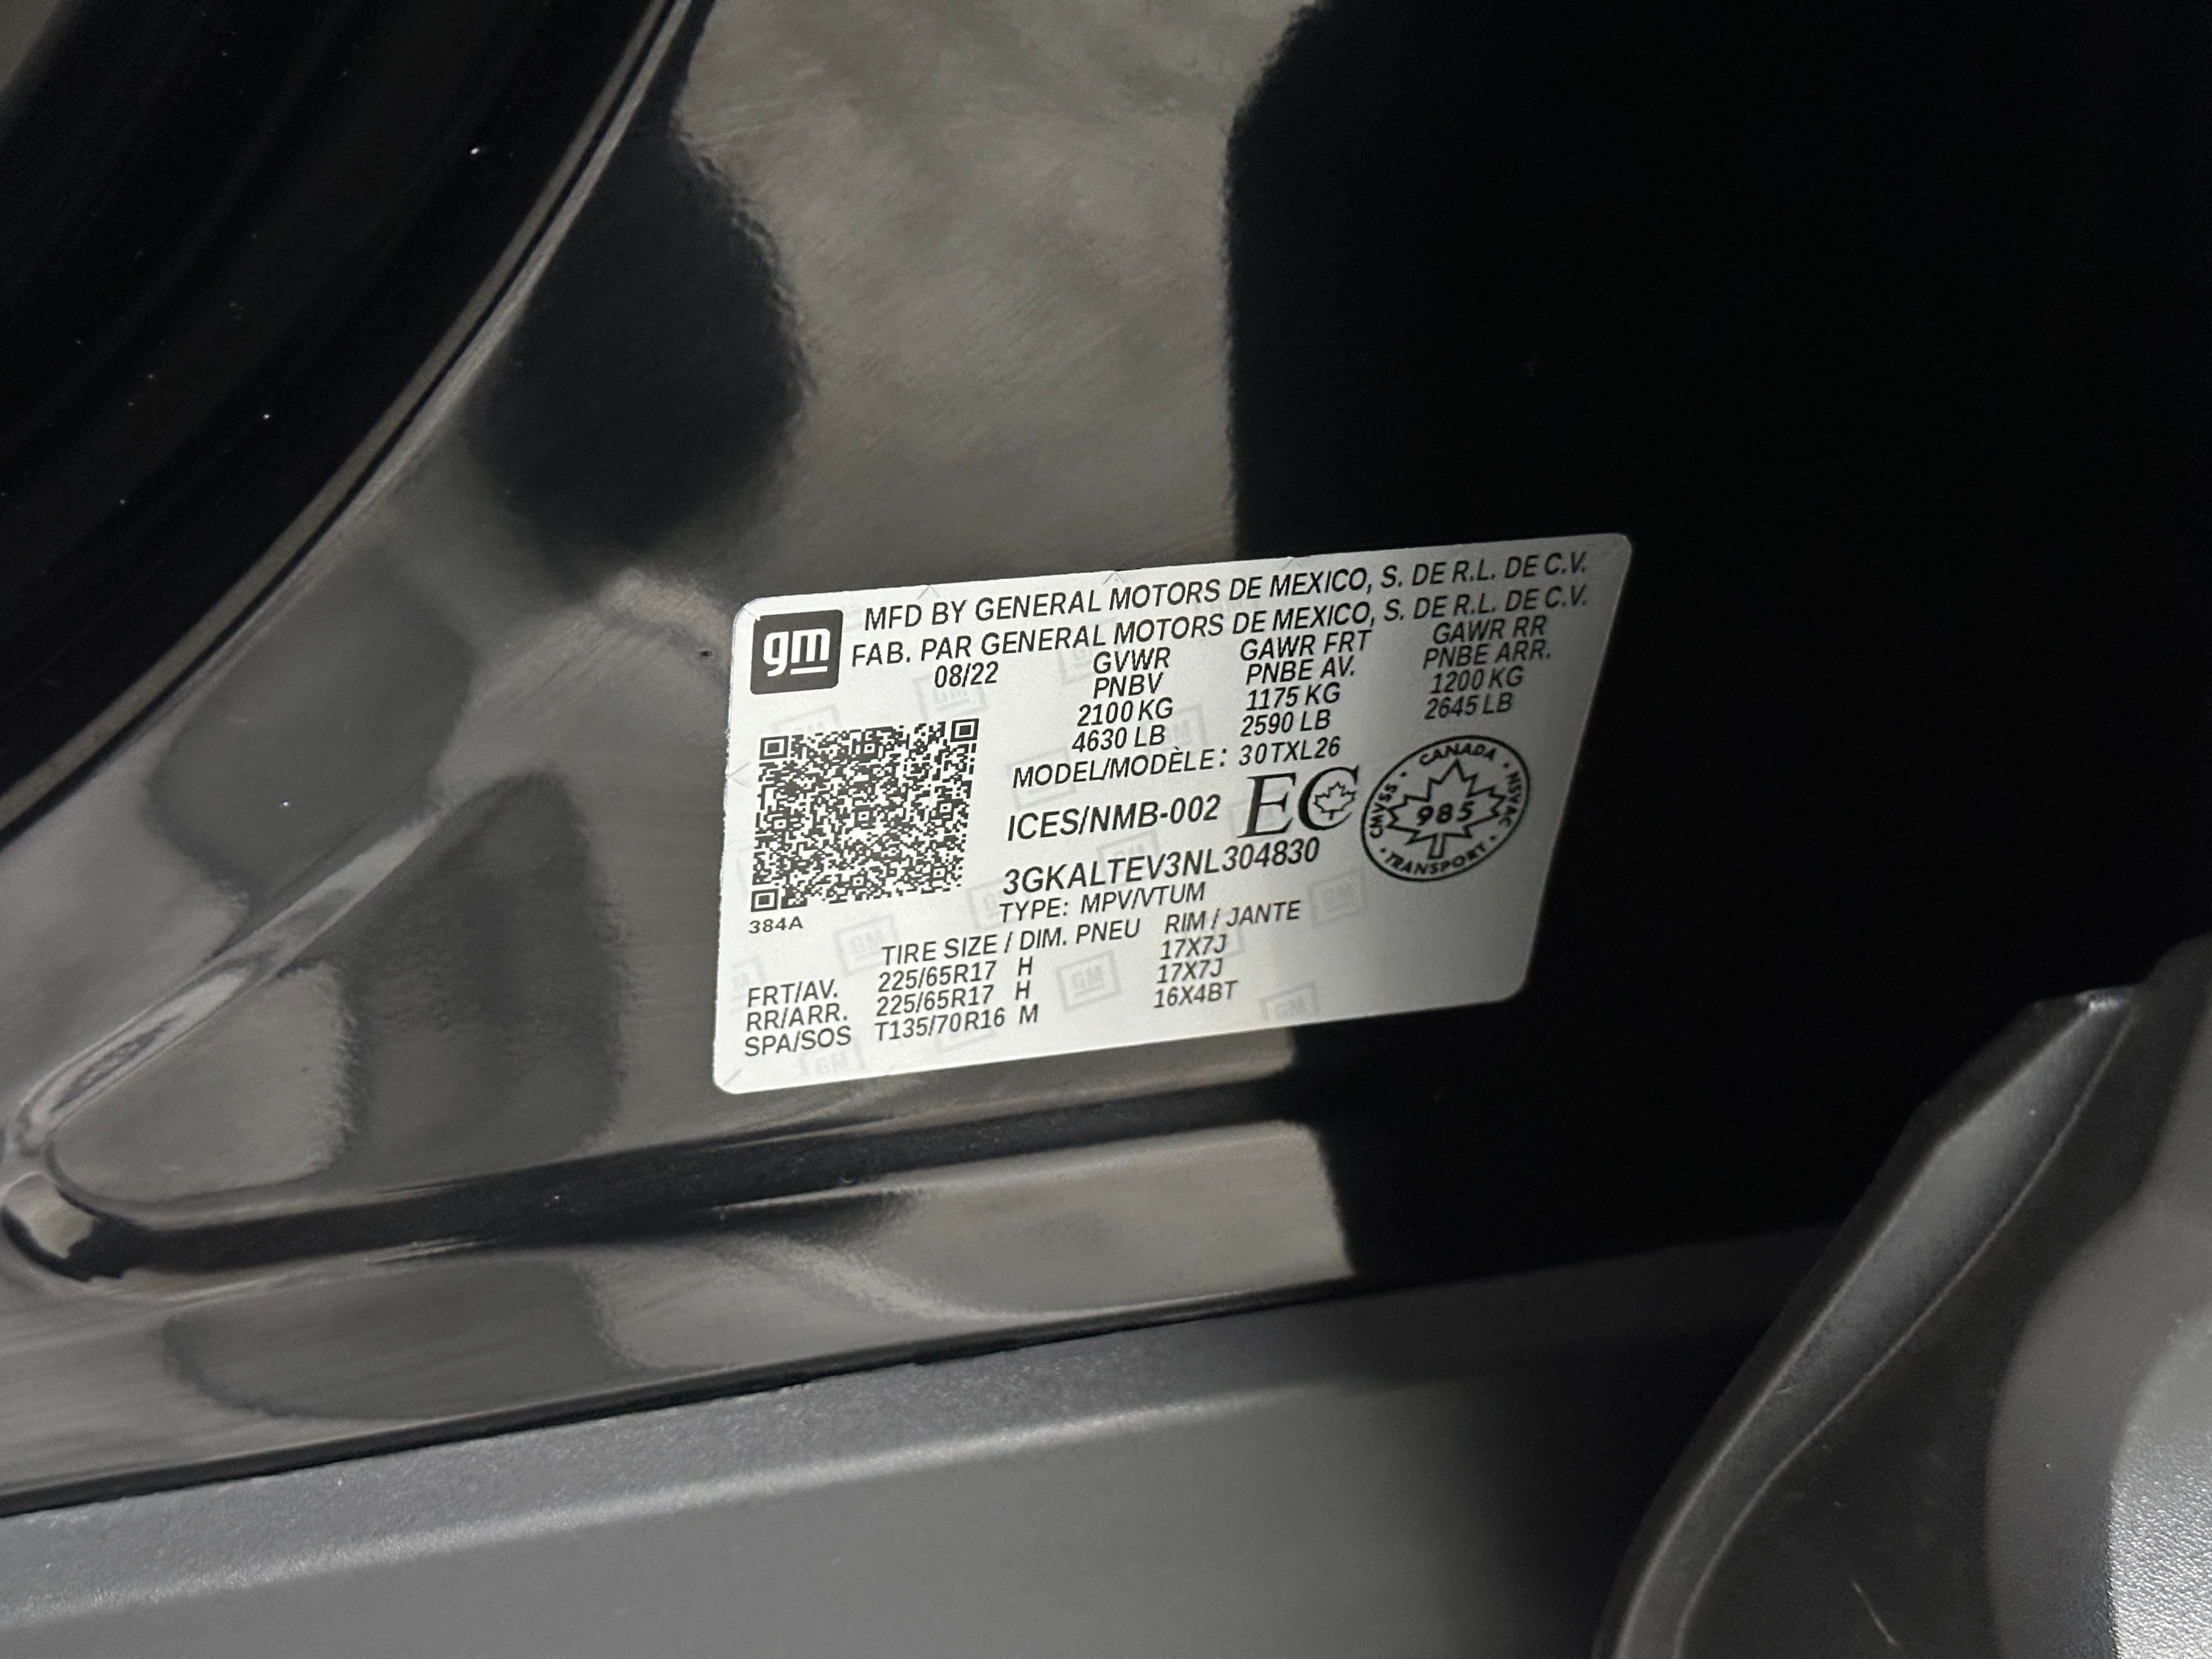 gm
MFD BY GENERAL MOTORS DE MEXICO, S. DE R.L. DE C.V.
FAB. PAR GENERAL MOTORS DE MEXICO, S. DE R.L. DE C.V.
08/22 GVWR GAWR FRT GAWR RR
PNBV PNBE AV. PNBE ARR.
2100 KG 1175 KG 1200 KG
4630 LB 2590 LB 2645 LB
MODEL/MODÈLE: 30TXL26
ICES/NMB-002 EC
CANADA
CMVSS 985 NSVAC
TRANSPORT
3GKALTEV3NL304830
TYPE: MPV/VTUM
384A
TIRE SIZE / DIM. PNEU RIM / JANTE
FRT/AV. 225/65R17 H 17X7J
RR/ARR. 225/65R17 H 17X7J
SPA/SOS T135/70R16 M 16X4BT